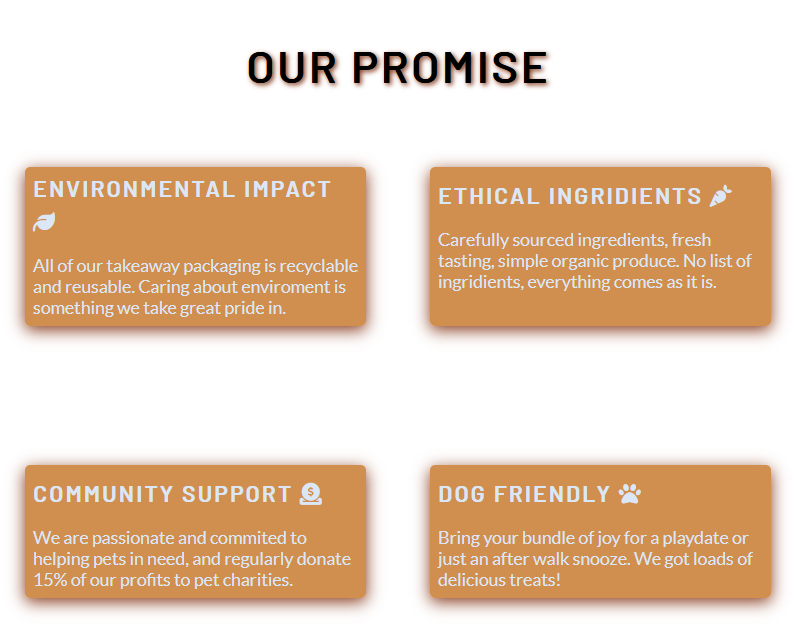 OUR PROMISE
ENVIRONMENTAL IMPACT
All of our takeaway packaging is recyclable
and reusable. Caring about enviroment is
something we take great pride in.
ETHICAL INGRIDIENTS
Carefully sourced ingredients, fresh
tasting, simple organic produce. No list of
ingridients, everything comes as it is.
COMMUNITY SUPPORT
We are passionate and commited to
helping pets in need, and regularly donate
15% of our profits to pet charities.
DOG FRIENDLY
Bring your bundle of joy for a playdate or
just an after walk snooze. We got loads of
delicious treats!